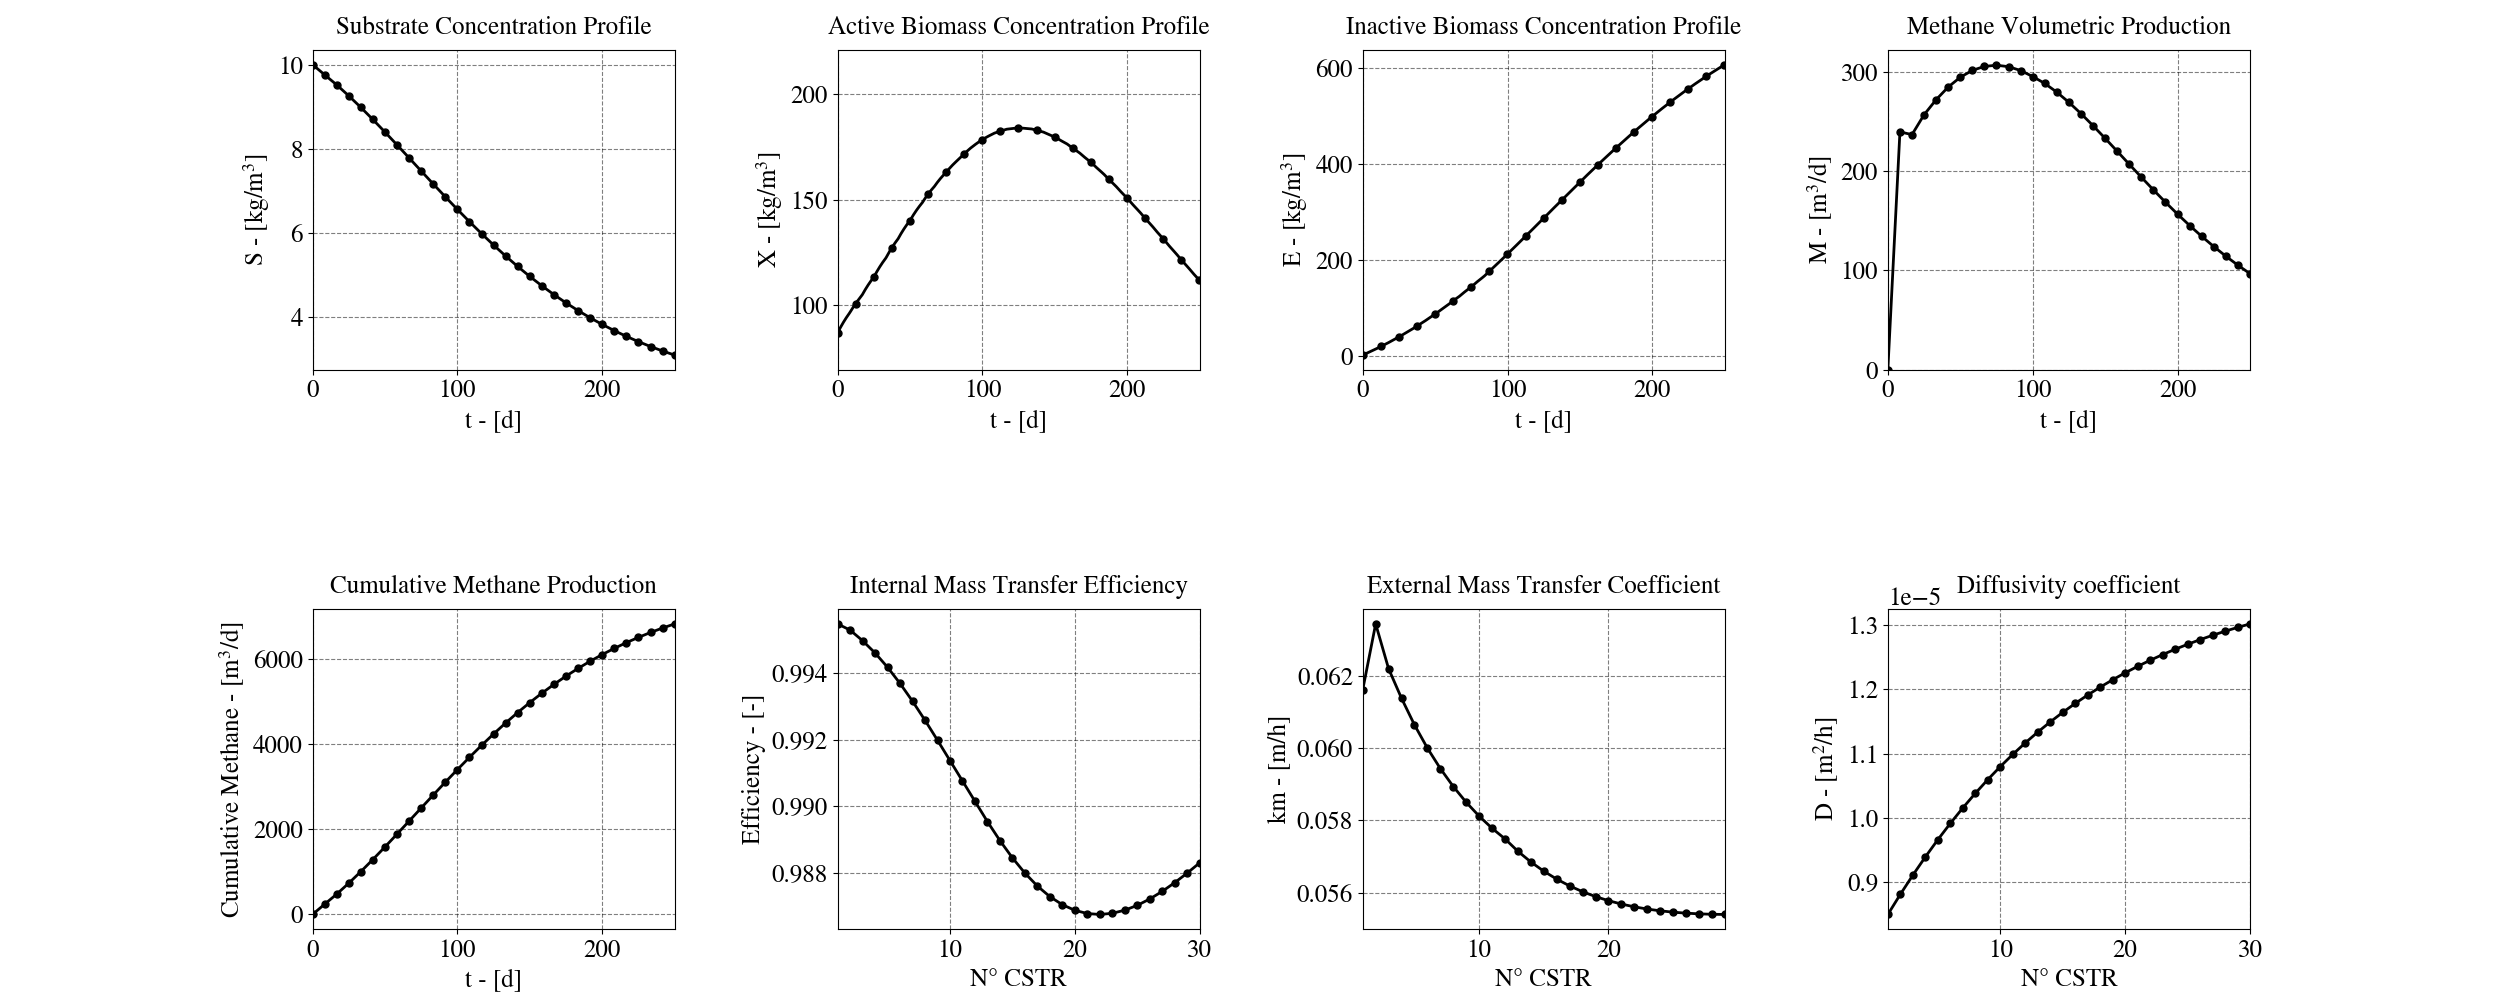 Substrate Concentration Profile
10
8
6
4
S - [kg/m³]
0 100 200
t - [d]
Active Biomass Concentration Profile
200
150
100
X - [kg/m³]
0 100 200
t - [d]
Inactive Biomass Concentration Profile
600
400
200
0
E - [kg/m³]
0 100 200
t - [d]
Methane Volumetric Production
300
200
100
0
M - [m³/d]
0 100 200
t - [d]
Cumulative Methane Production
6000
4000
2000
0
Cumulative Methane - [m³/d]
0 100 200
t - [d]
Internal Mass Transfer Efficiency
0.994
0.992
0.990
0.988
Efficiency - [-]
10 20 30
N° CSTR
External Mass Transfer Coefficient
0.062
0.060
0.058
0.056
km - [m/h]
10 20
N° CSTR
Diffusivity coefficient
1e−5
1.3
1.2
1.1
1.0
0.9
D - [m²/h]
10 20 30
N° CSTR